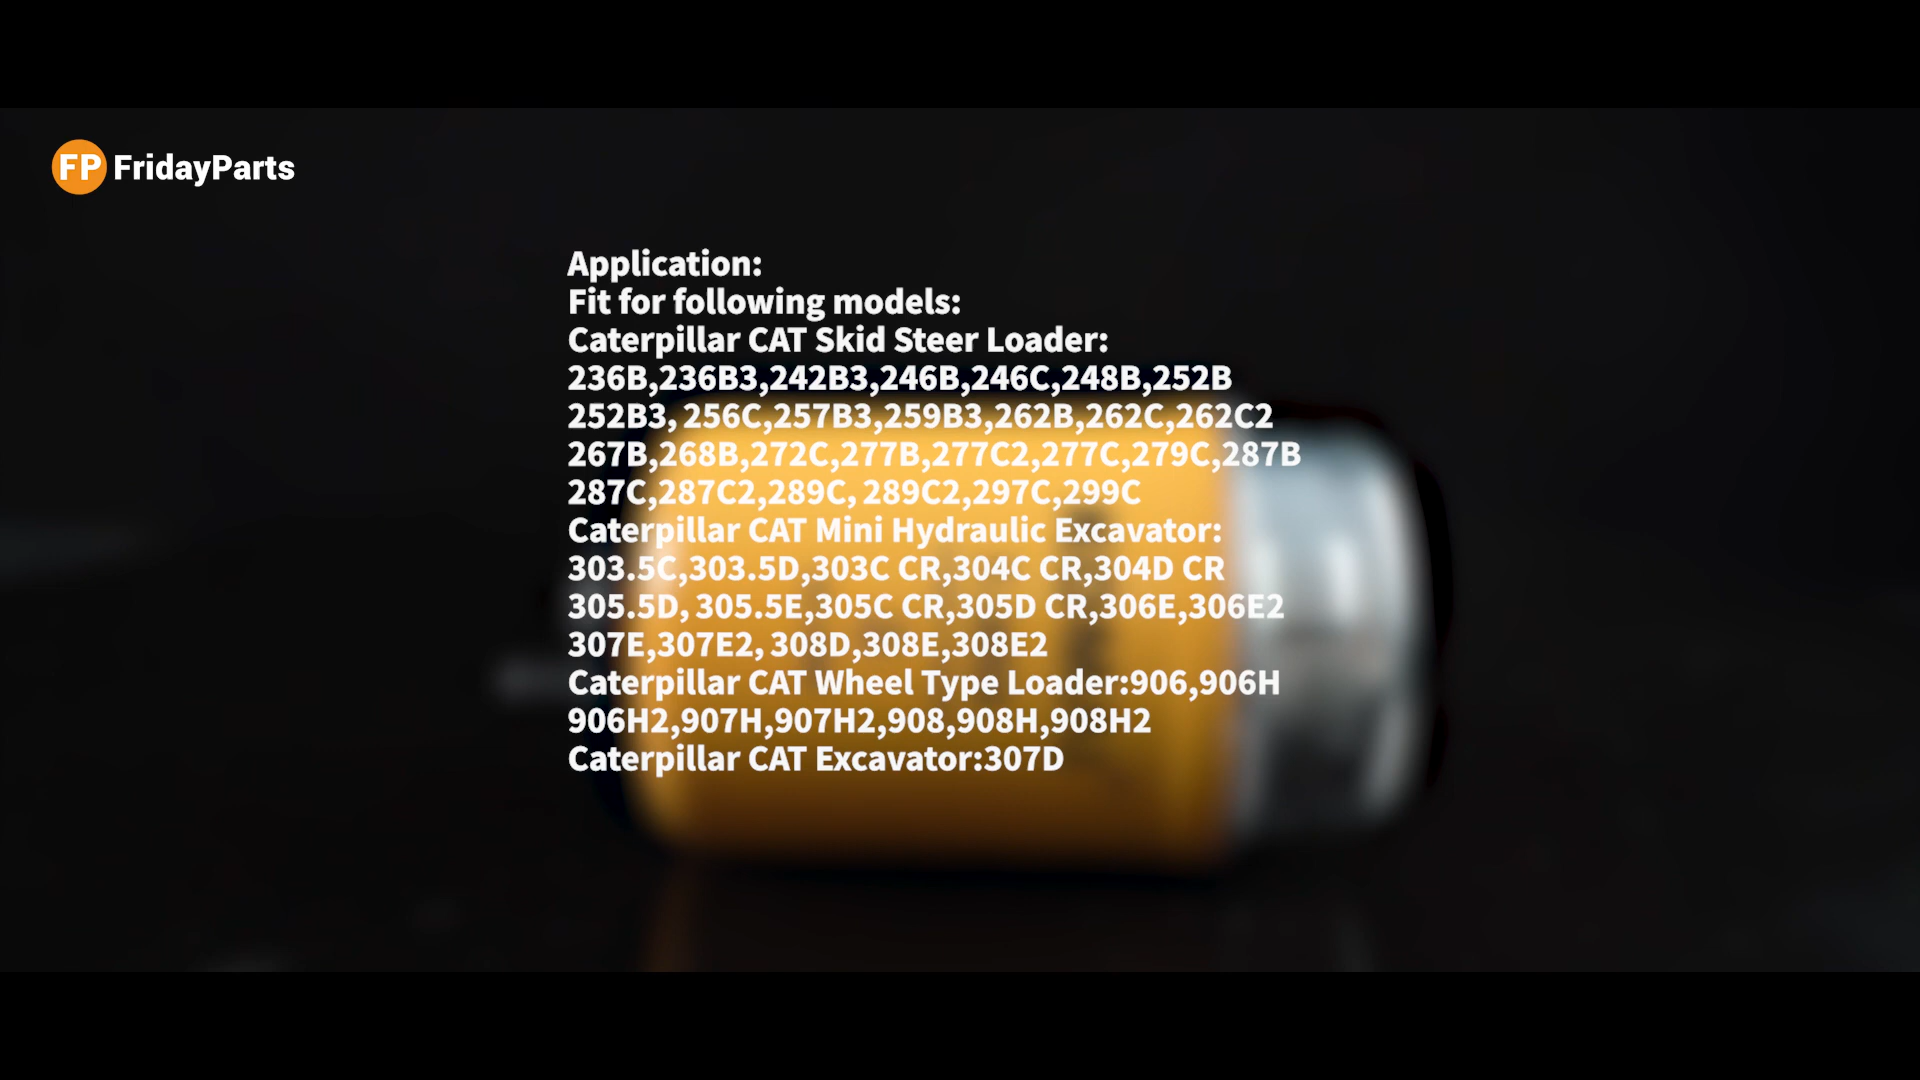 FP FridayParts
Application:
Fit for following models:
Caterpillar CAT Skid Steer Loader:
236B,236B3,242B3,246B,246C,248B,252B
252B3, 256C,257B3,259B3,262B,262C,262C2
267B,268B,272C,277B,277C2,277C,279C,287B
287C,287C2,289C, 289C2,297C,299C
Caterpillar CAT Mini Hydraulic Excavator:
303.5C,303.5D,303C CR,304C CR,304D CR
305.5D, 305.5E,305C CR,305D CR,306E,306E2
307E,307E2, 308D,308E,308E2
Caterpillar CAT Wheel Type Loader:906,906H
906H2,907H,907H2,908,908H,908H2
Caterpillar CAT Excavator:307D